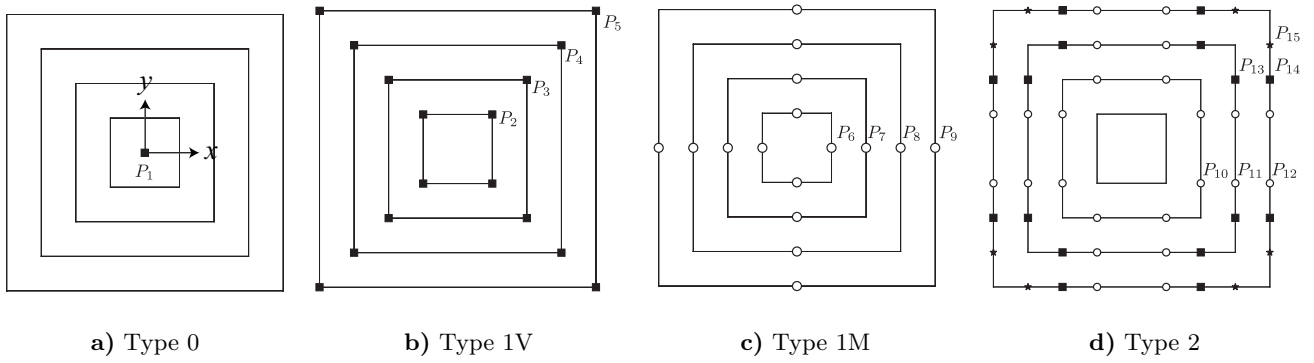 y
x
P₁
a) Type 0
P₅
P₄
P₃
P₂
b) Type 1V
P₆ P₇ P₈ P₉
c) Type 1M
P₁₅
P₁₃ P₁₄
P₁₀ P₁₁ P₁₂
d) Type 2